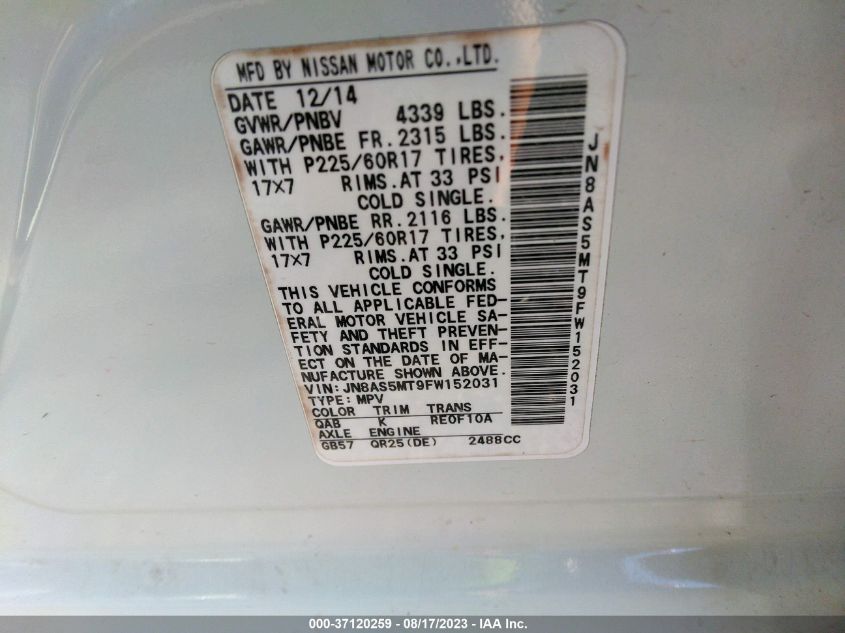 MFD BY NISSAN MOTOR CO.,LTD.
DATE 12/14
GVWR/PNBV 4339 LBS.
GAWR/PNBE FR. 2315 LBS.
WITH P225/60R17 TIRES,
17X7 RIMS. AT 33 PSI
COLD SINGLE.
GAWR/PNBE RR. 2116 LBS.
WITH P225/60R17 TIRES,
17X7 RIMS. AT 33 PSI
COLD SINGLE.
THIS VEHICLE CONFORMS
TO ALL APPLICABLE FED-
ERAL MOTOR VEHICLE SA-
FETY AND THEFT PREVEN-
TION STANDARDS IN EFF-
ECT ON THE DATE OF MA-
NUFACTURE SHOWN ABOVE.
VIN: JN8AS5MT9FW152031
TYPE: MPV
COLOR TRIM TRANS
QAB K RE0F10A
AXLE ENGINE
GB57 QR25(DE) 2488CC
JN8AS5MT9FW152031
000-37120259 - 08/17/2023 - IAA Inc.